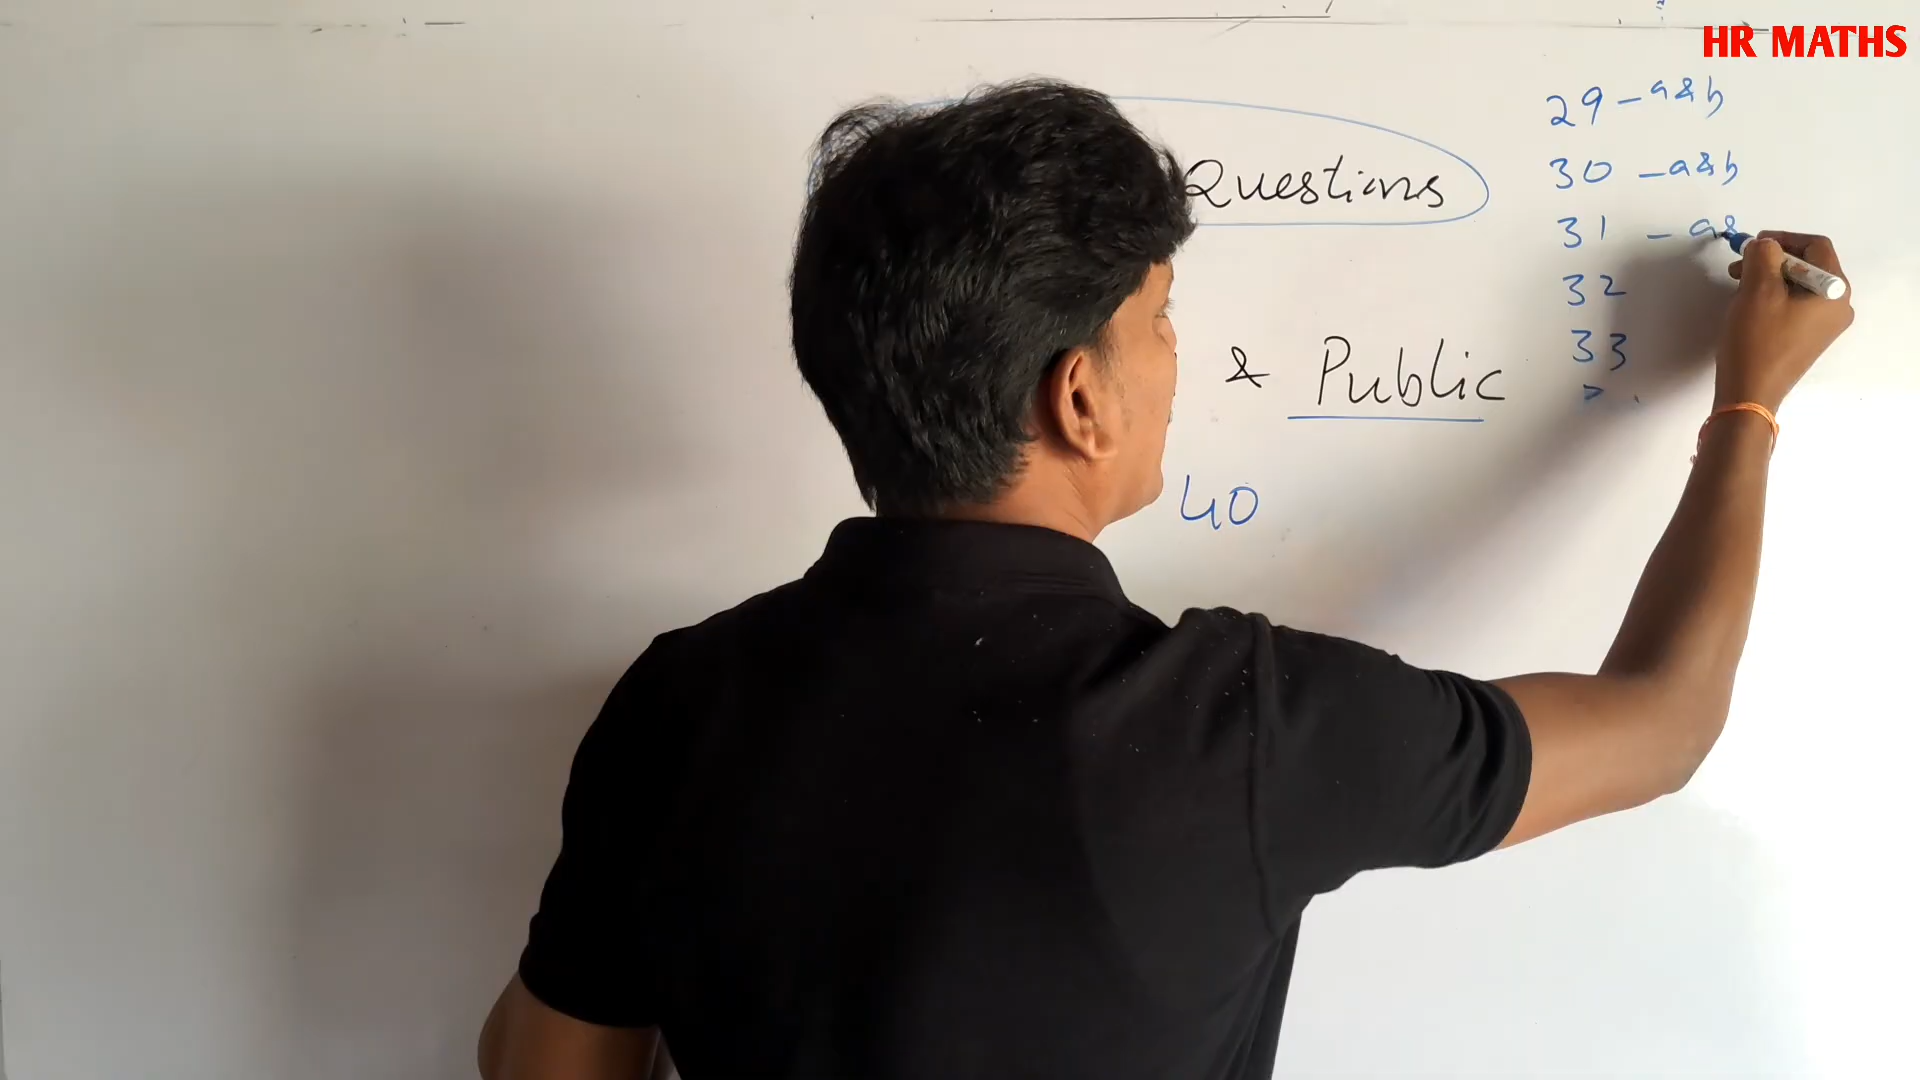 HR MATHS
Questions
& Public
40
29 - a&b
30 - a&b
31 - a&
32
33